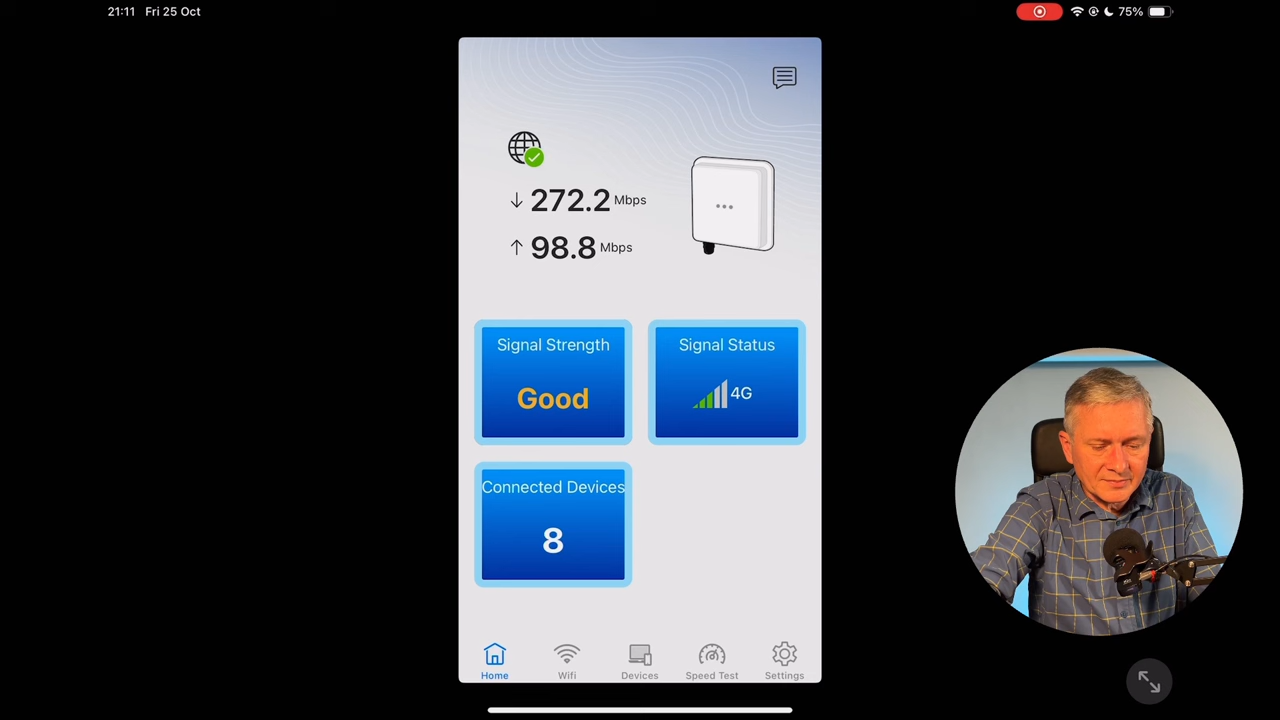 21:11 Fri 25 Oct
75%
272.2 Mbps
98.8 Mbps
Signal Strength
Good
Signal Status
4G
Connected Devices
8
Home
Wifi
Devices
Speed Test
Settings